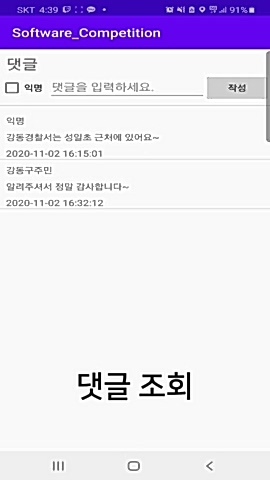 SKT 4:39 91%
Software_Competition
댓글
익명 댓글을 입력하세요. 작성
익명
강동경찰서는 성일초 근처에 있어요~
2020-11-02 16:15:01
강동구주민
알려주셔서 정말 감사합니다~
2020-11-02 16:32:12
댓글 조회